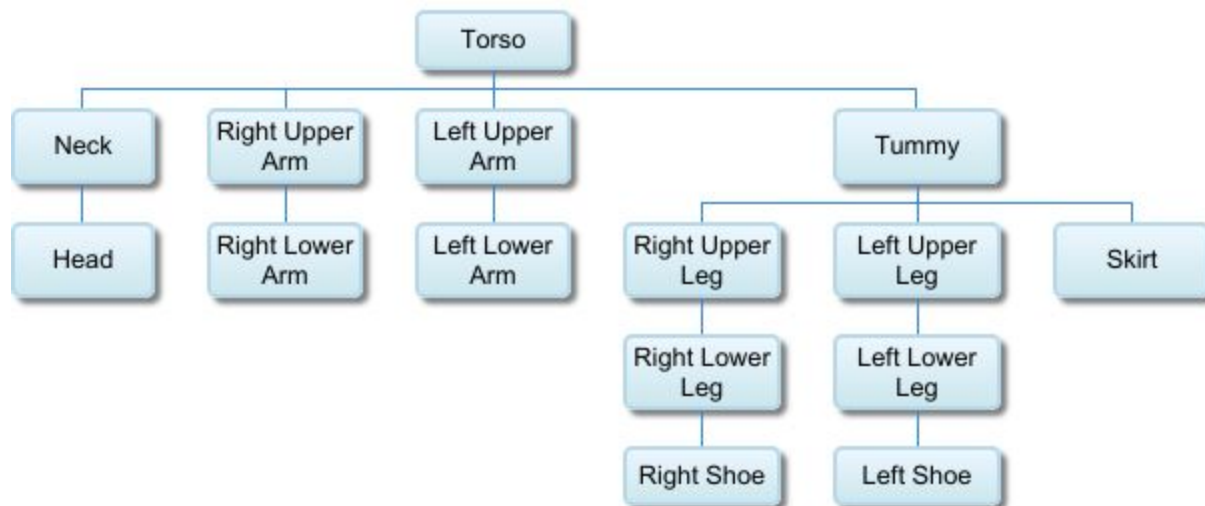 Torso
Neck
Right Upper
Arm
Left Upper
Arm
Tummy
Head
Right Lower
Arm
Left Lower
Arm
Right Upper
Leg
Left Upper
Leg
Skirt
Right Lower
Leg
Left Lower
Leg
Right Shoe
Left Shoe